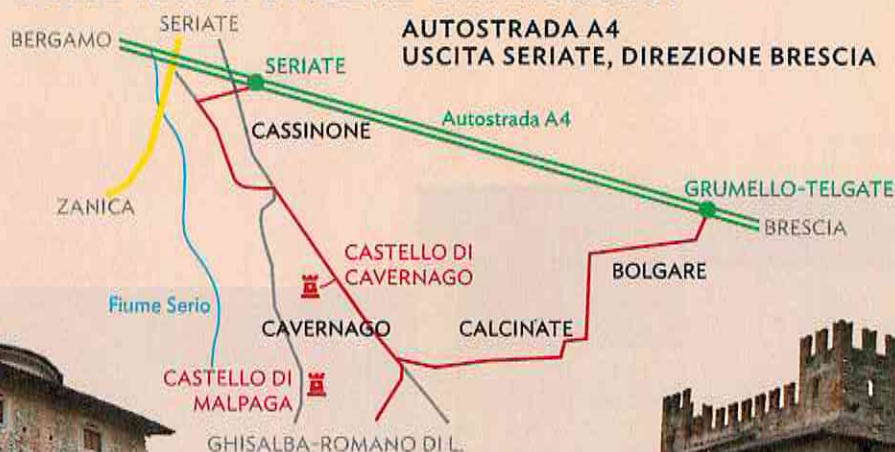 AUTOSTRADA A4
USCITA SERIATE, DIREZIONE BRESCIA
SERIATE
BERGAMO
SERIATE
CASSINONE
Autostrada A4
ZANICA
GRUMELLO-TELGATE
BRESCIA
CASTELLO DI
CAVERNAGO
BOLGARE
Fiume Serio
CAVERNAGO
CALCINATE
CASTELLO DI
MALPAGA
GHISALBA-ROMANO DI L.